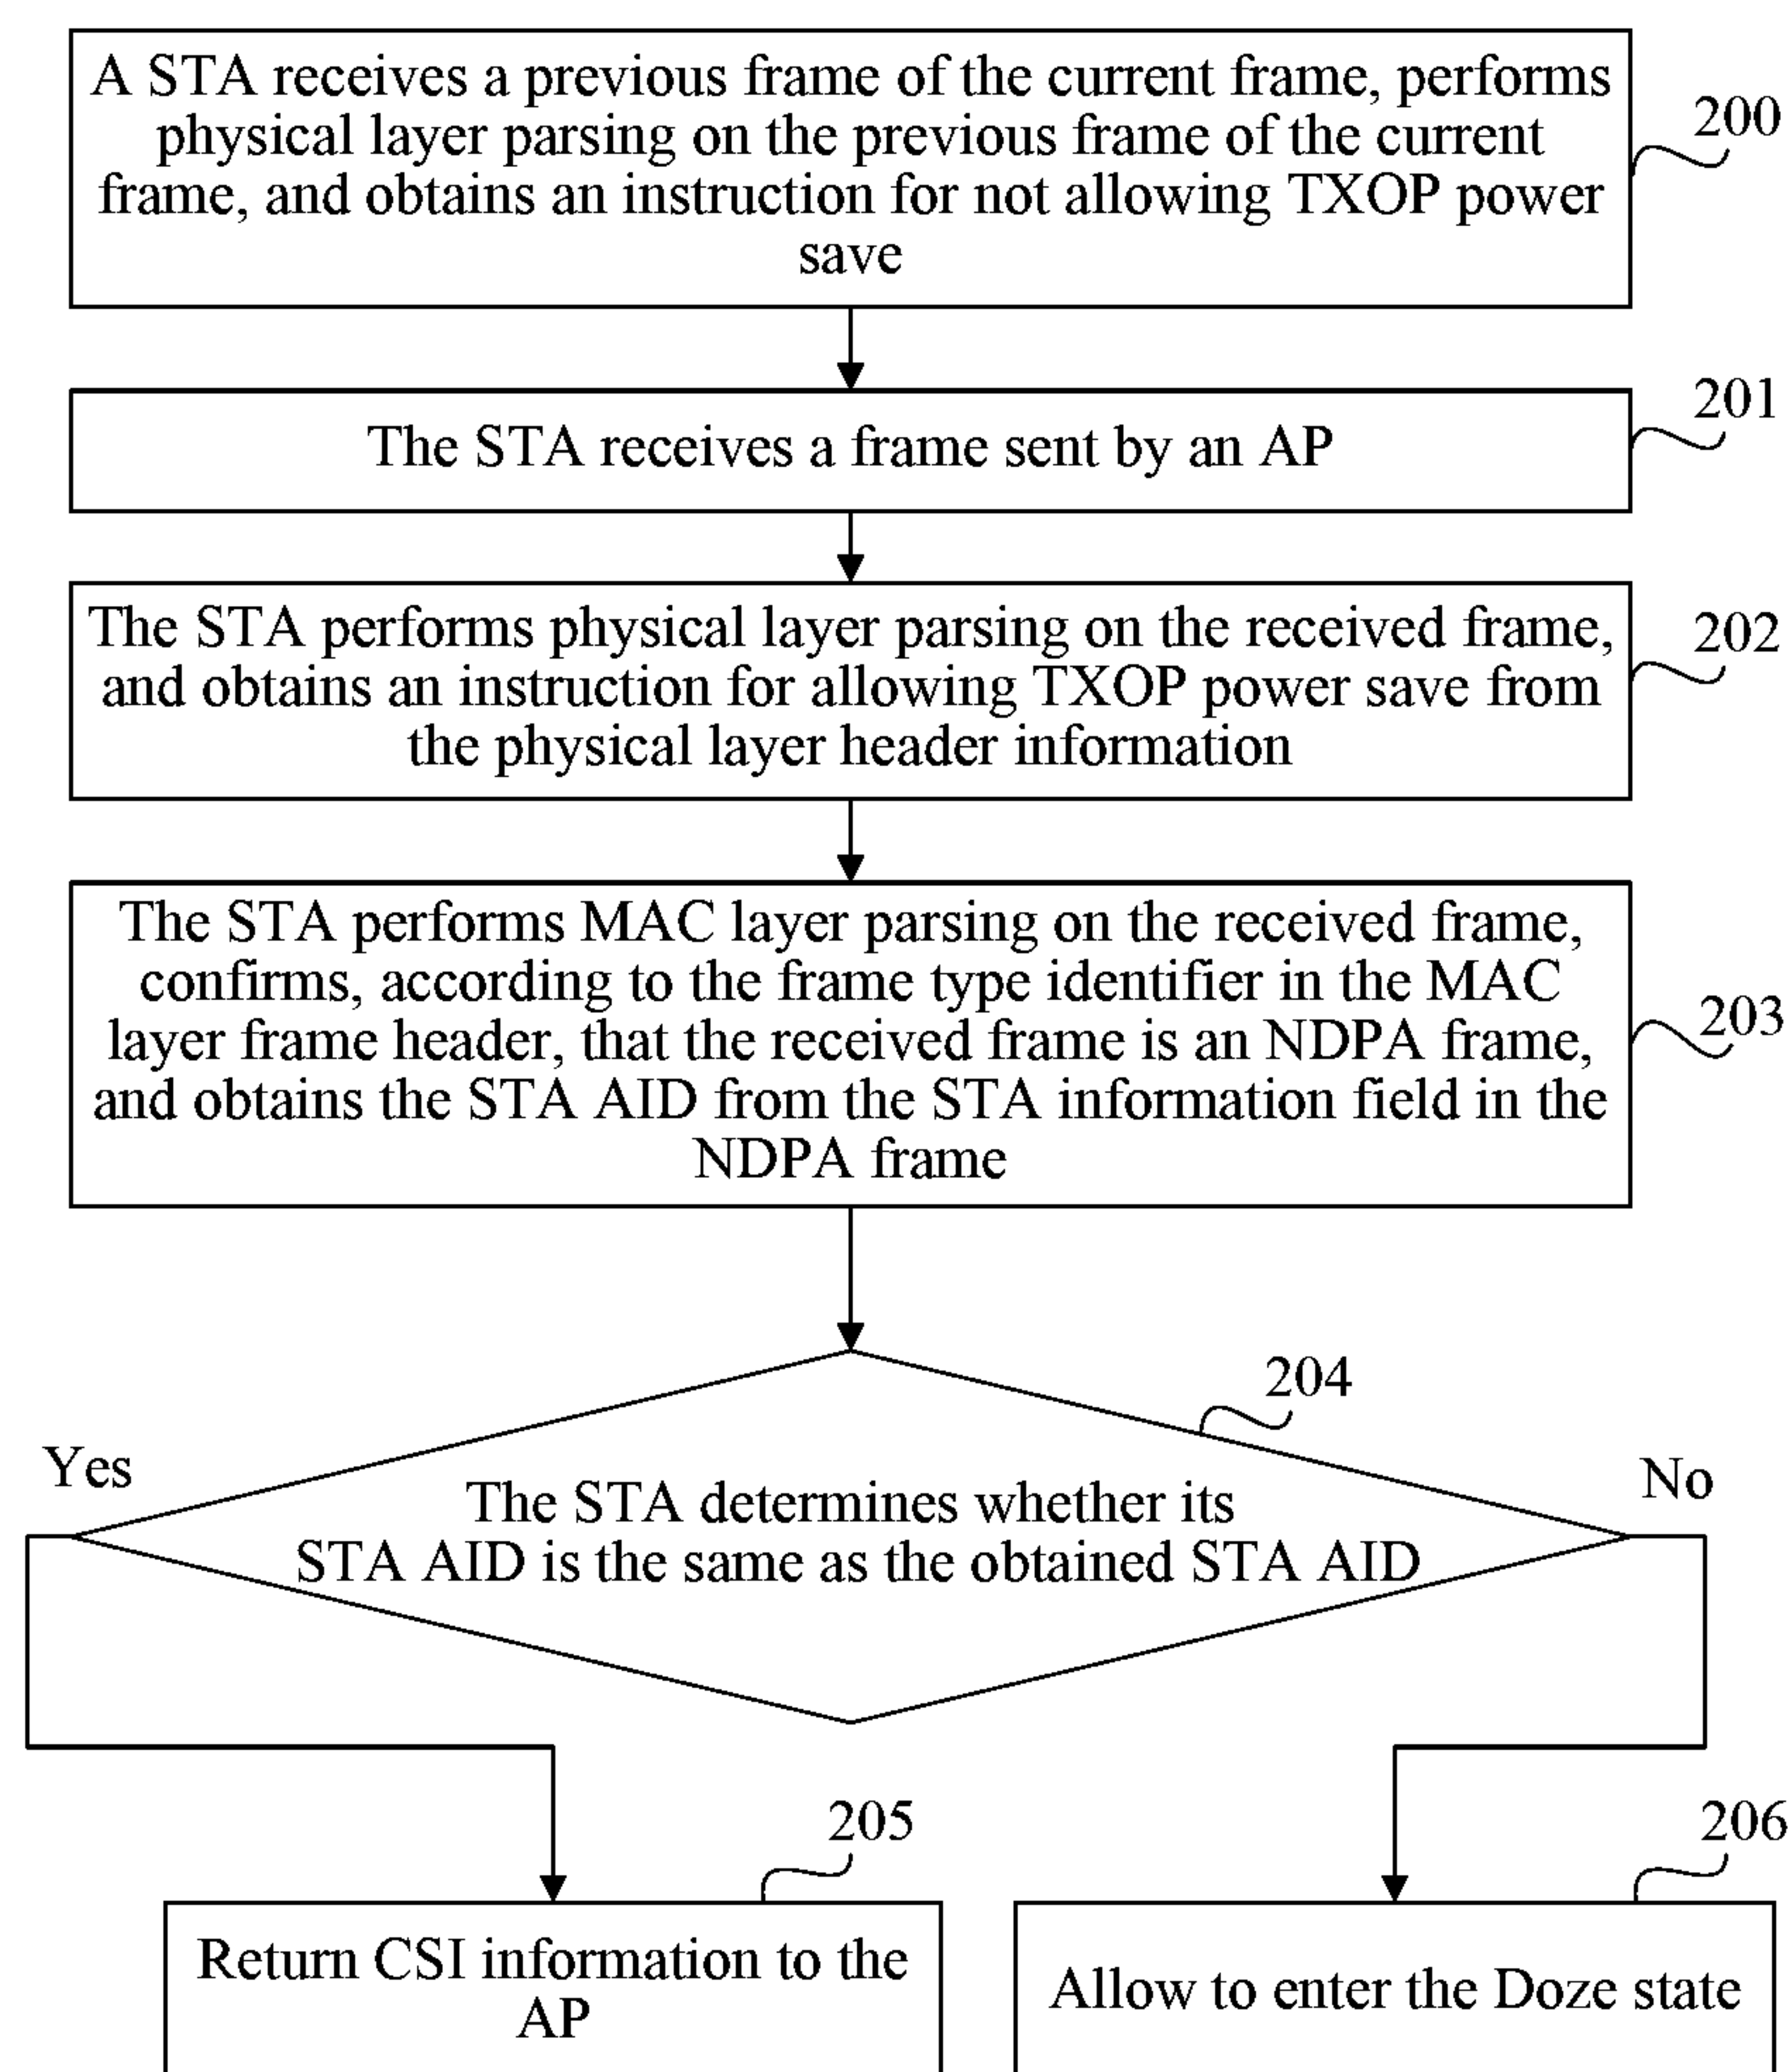 A STA receives a previous frame of the current frame, performs
physical layer parsing on the previous frame of the current
frame, and obtains an instruction for not allowing TXOP power
save
200
The STA receives a frame sent by an AP
201
The STA performs physical layer parsing on the received frame,
and obtains an instruction for allowing TXOP power save from
the physical layer header information
202
The STA performs MAC layer parsing on the received frame,
confirms, according to the frame type identifier in the MAC
layer frame header, that the received frame is an NDPA frame,
and obtains the STA AID from the STA information field in the
NDPA frame
203
204
Yes
No
The STA determines whether its
STA AID is the same as the obtained STA AID
205
206
Return CSI information to the
AP
Allow to enter the Doze state